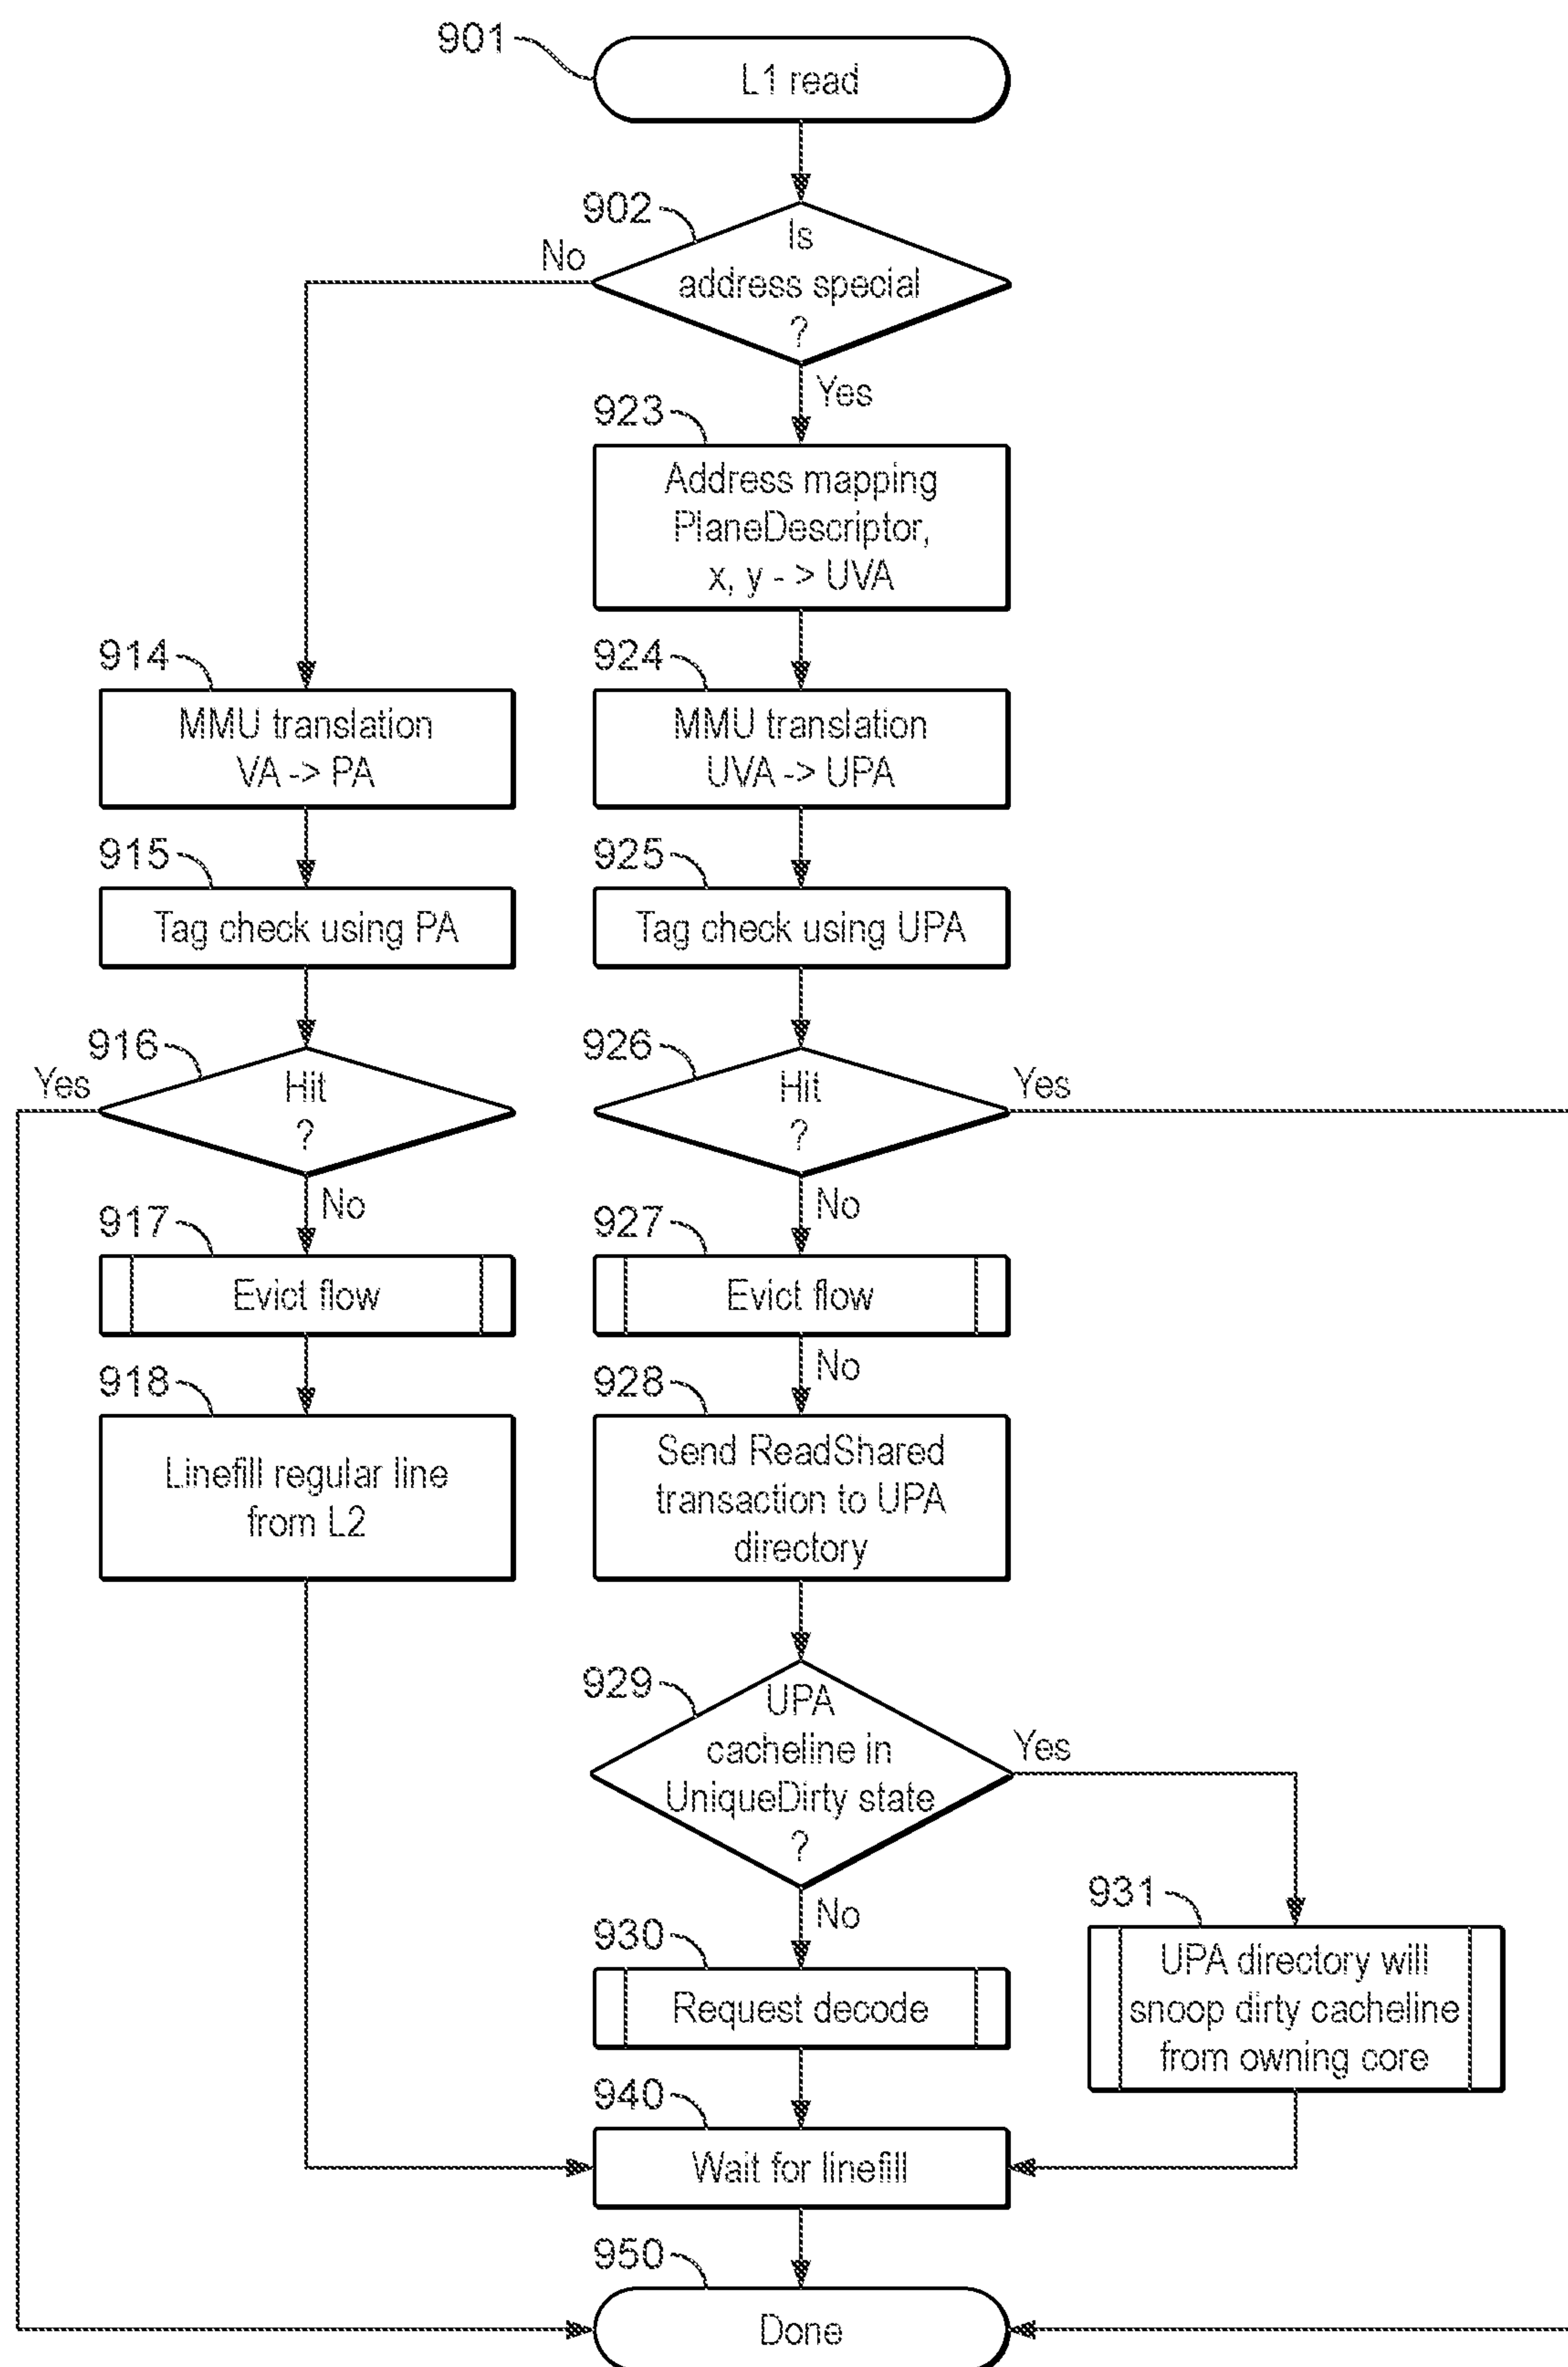 901
L1 read
902
Is
address special
?
No
Yes
923
Address mapping
PlaneDescriptor,
x, y - > UVA
914
MMU translation
VA -> PA
924
MMU translation
UVA -> UPA
915
Tag check using PA
925
Tag check using UPA
916
Yes
Hit
?
926
Hit
?
Yes
No
No
917
Evict flow
927
Evict flow
No
918
Linefill regular line
from L2
928
Send ReadShared
transaction to UPA
directory
929
UPA
cacheline in
UniqueDirty state
?
Yes
No
930
Request decode
931
UPA directory will
snoop dirty cacheline
from owning core
940
Wait for linefill
950
Done